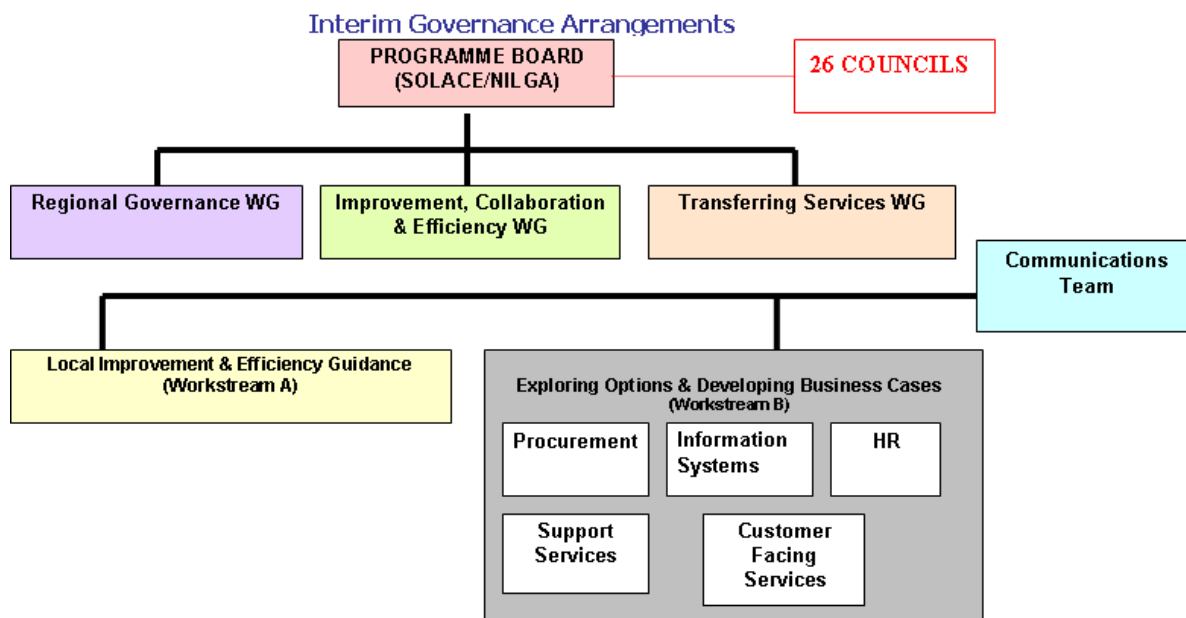 Interim Governance Arrangements
PROGRAMME BOARD
(SOLACE/NILGA)
26 COUNCILS
Regional Governance WG
Improvement, Collaboration
& Efficiency WG
Transferring Services WG
Communications
Team
Local Improvement & Efficiency Guidance
(Workstream A)
Exploring Options & Developing Business Cases
(Workstream B)
Procurement
Information
Systems
HR
Support
Services
Customer
Facing
Services